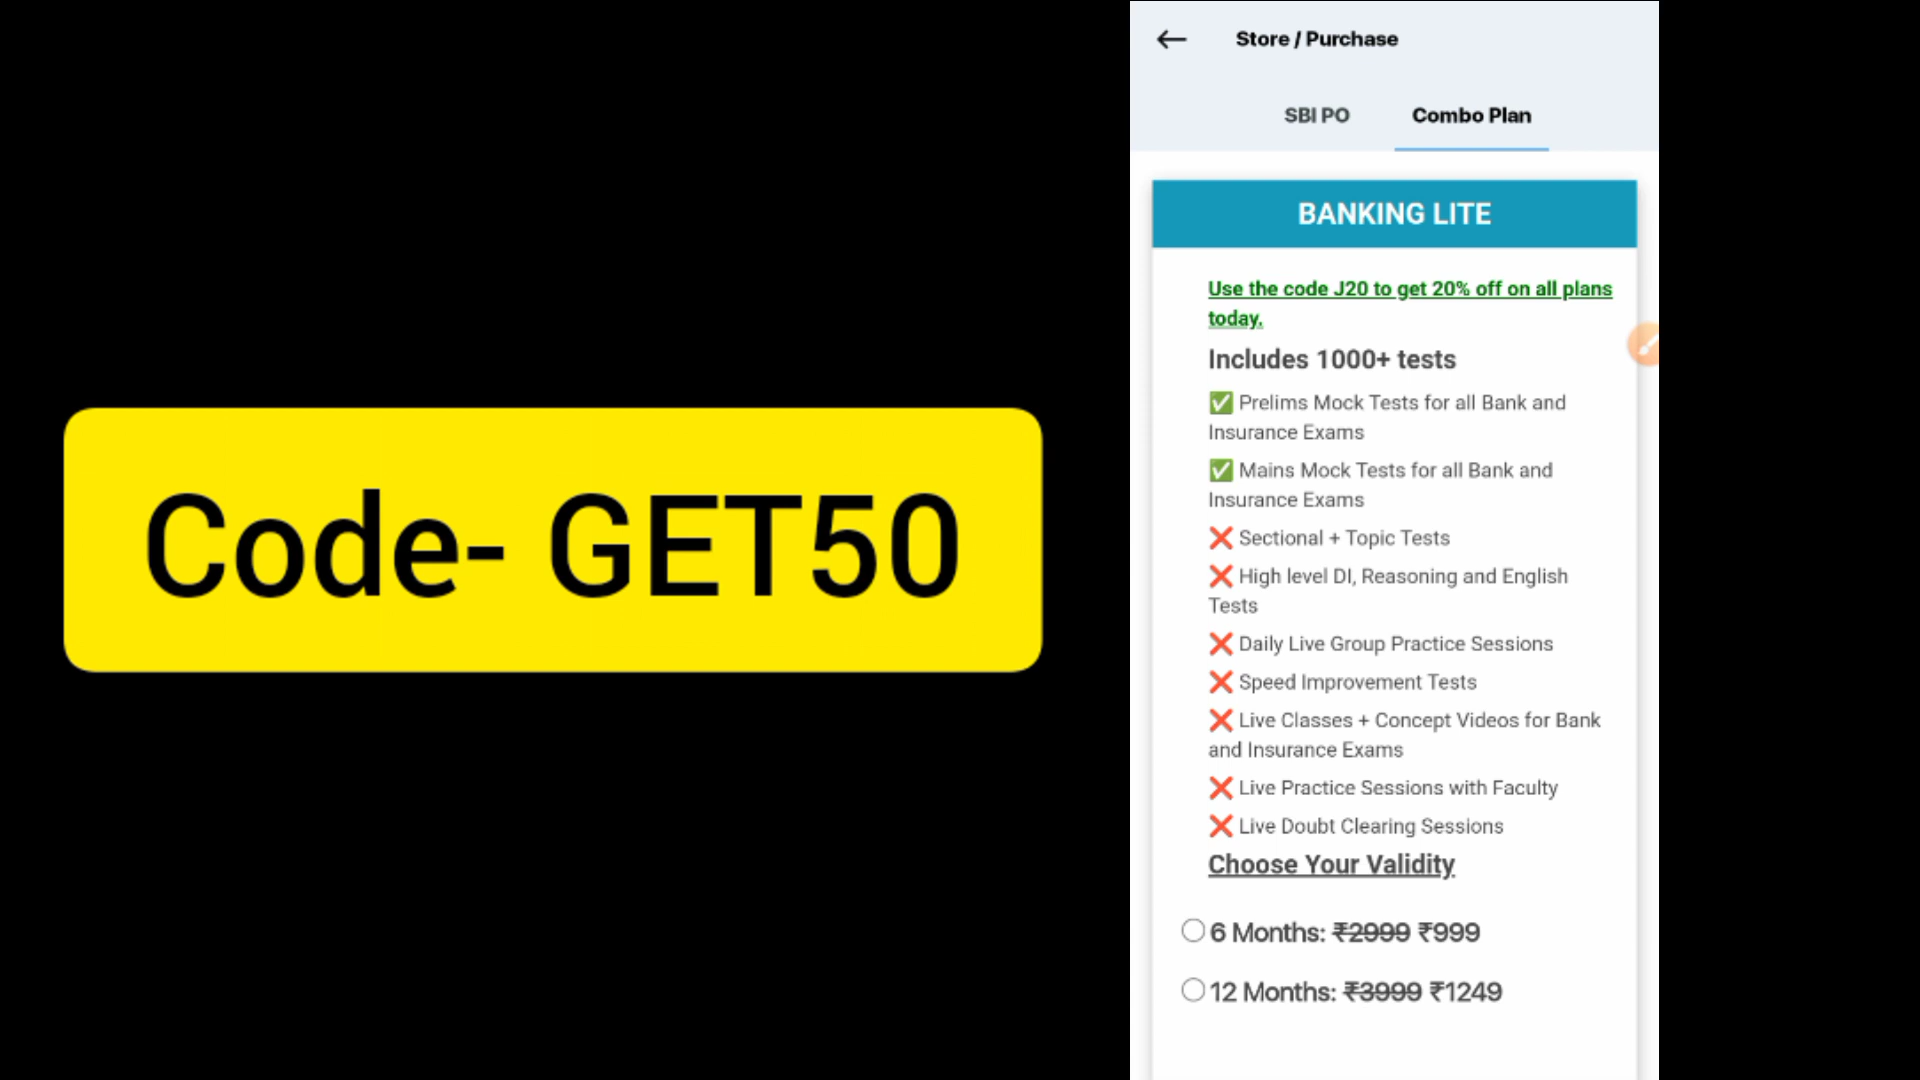 Code- GET50
Store / Purchase
SBI PO
Combo Plan
BANKING LITE
Use the code J20 to get 20% off on all plans
today.
Includes 1000+ tests
✅ Prelims Mock Tests for all Bank and
Insurance Exams
✅ Mains Mock Tests for all Bank and
Insurance Exams
❌ Sectional + Topic Tests
❌ High level DI, Reasoning and English
Tests
❌ Daily Live Group Practice Sessions
❌ Speed Improvement Tests
❌ Live Classes + Concept Videos for Bank
and Insurance Exams
❌ Live Practice Sessions with Faculty
❌ Live Doubt Clearing Sessions
Choose Your Validity
6 Months: ₹2999 ₹999
12 Months: ₹3999 ₹1249